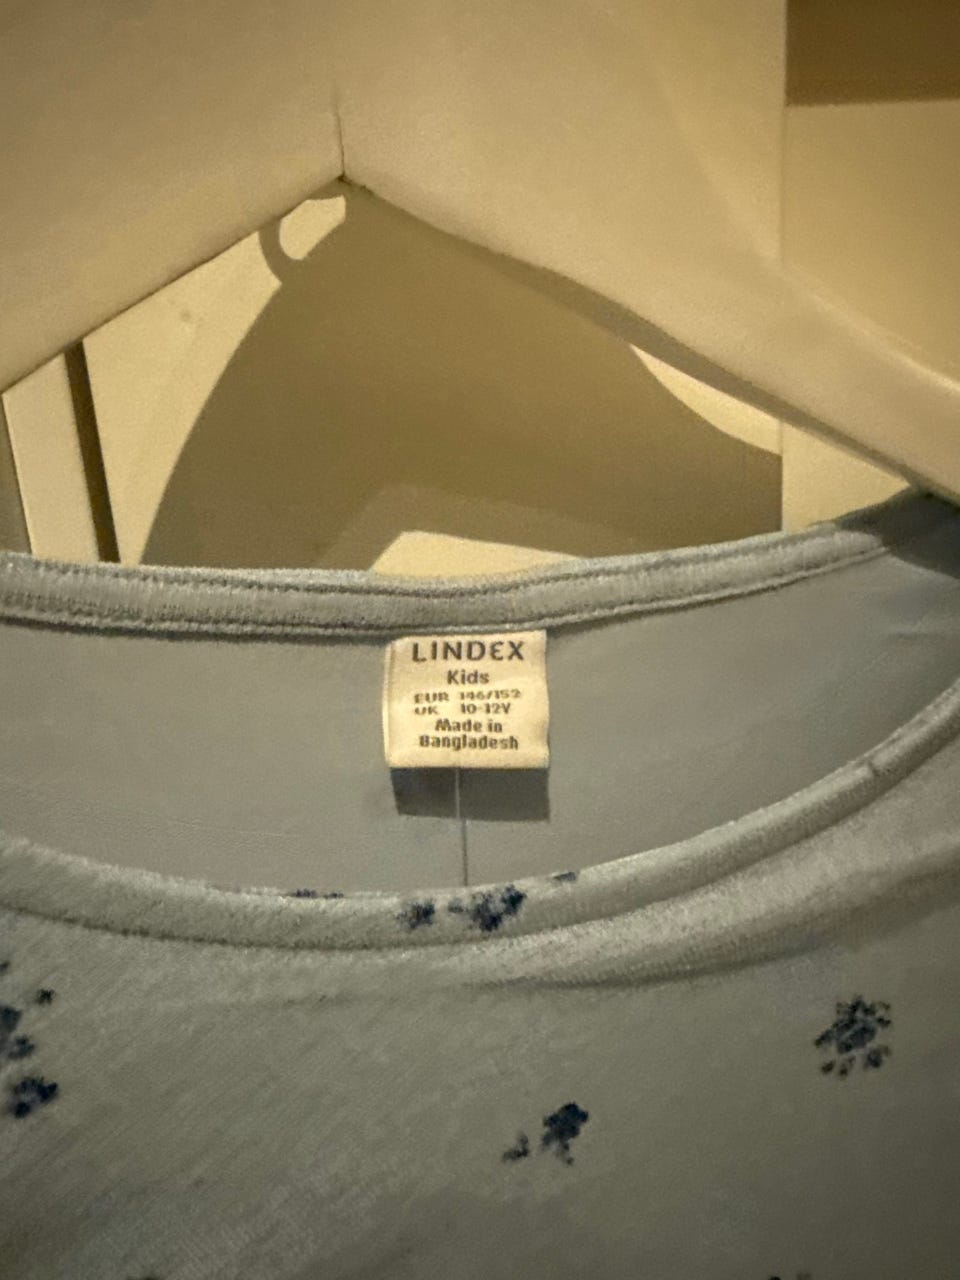 LINDEX
Kids
EUR 146/152
UK 10-12Y
Made in
Bangladesh